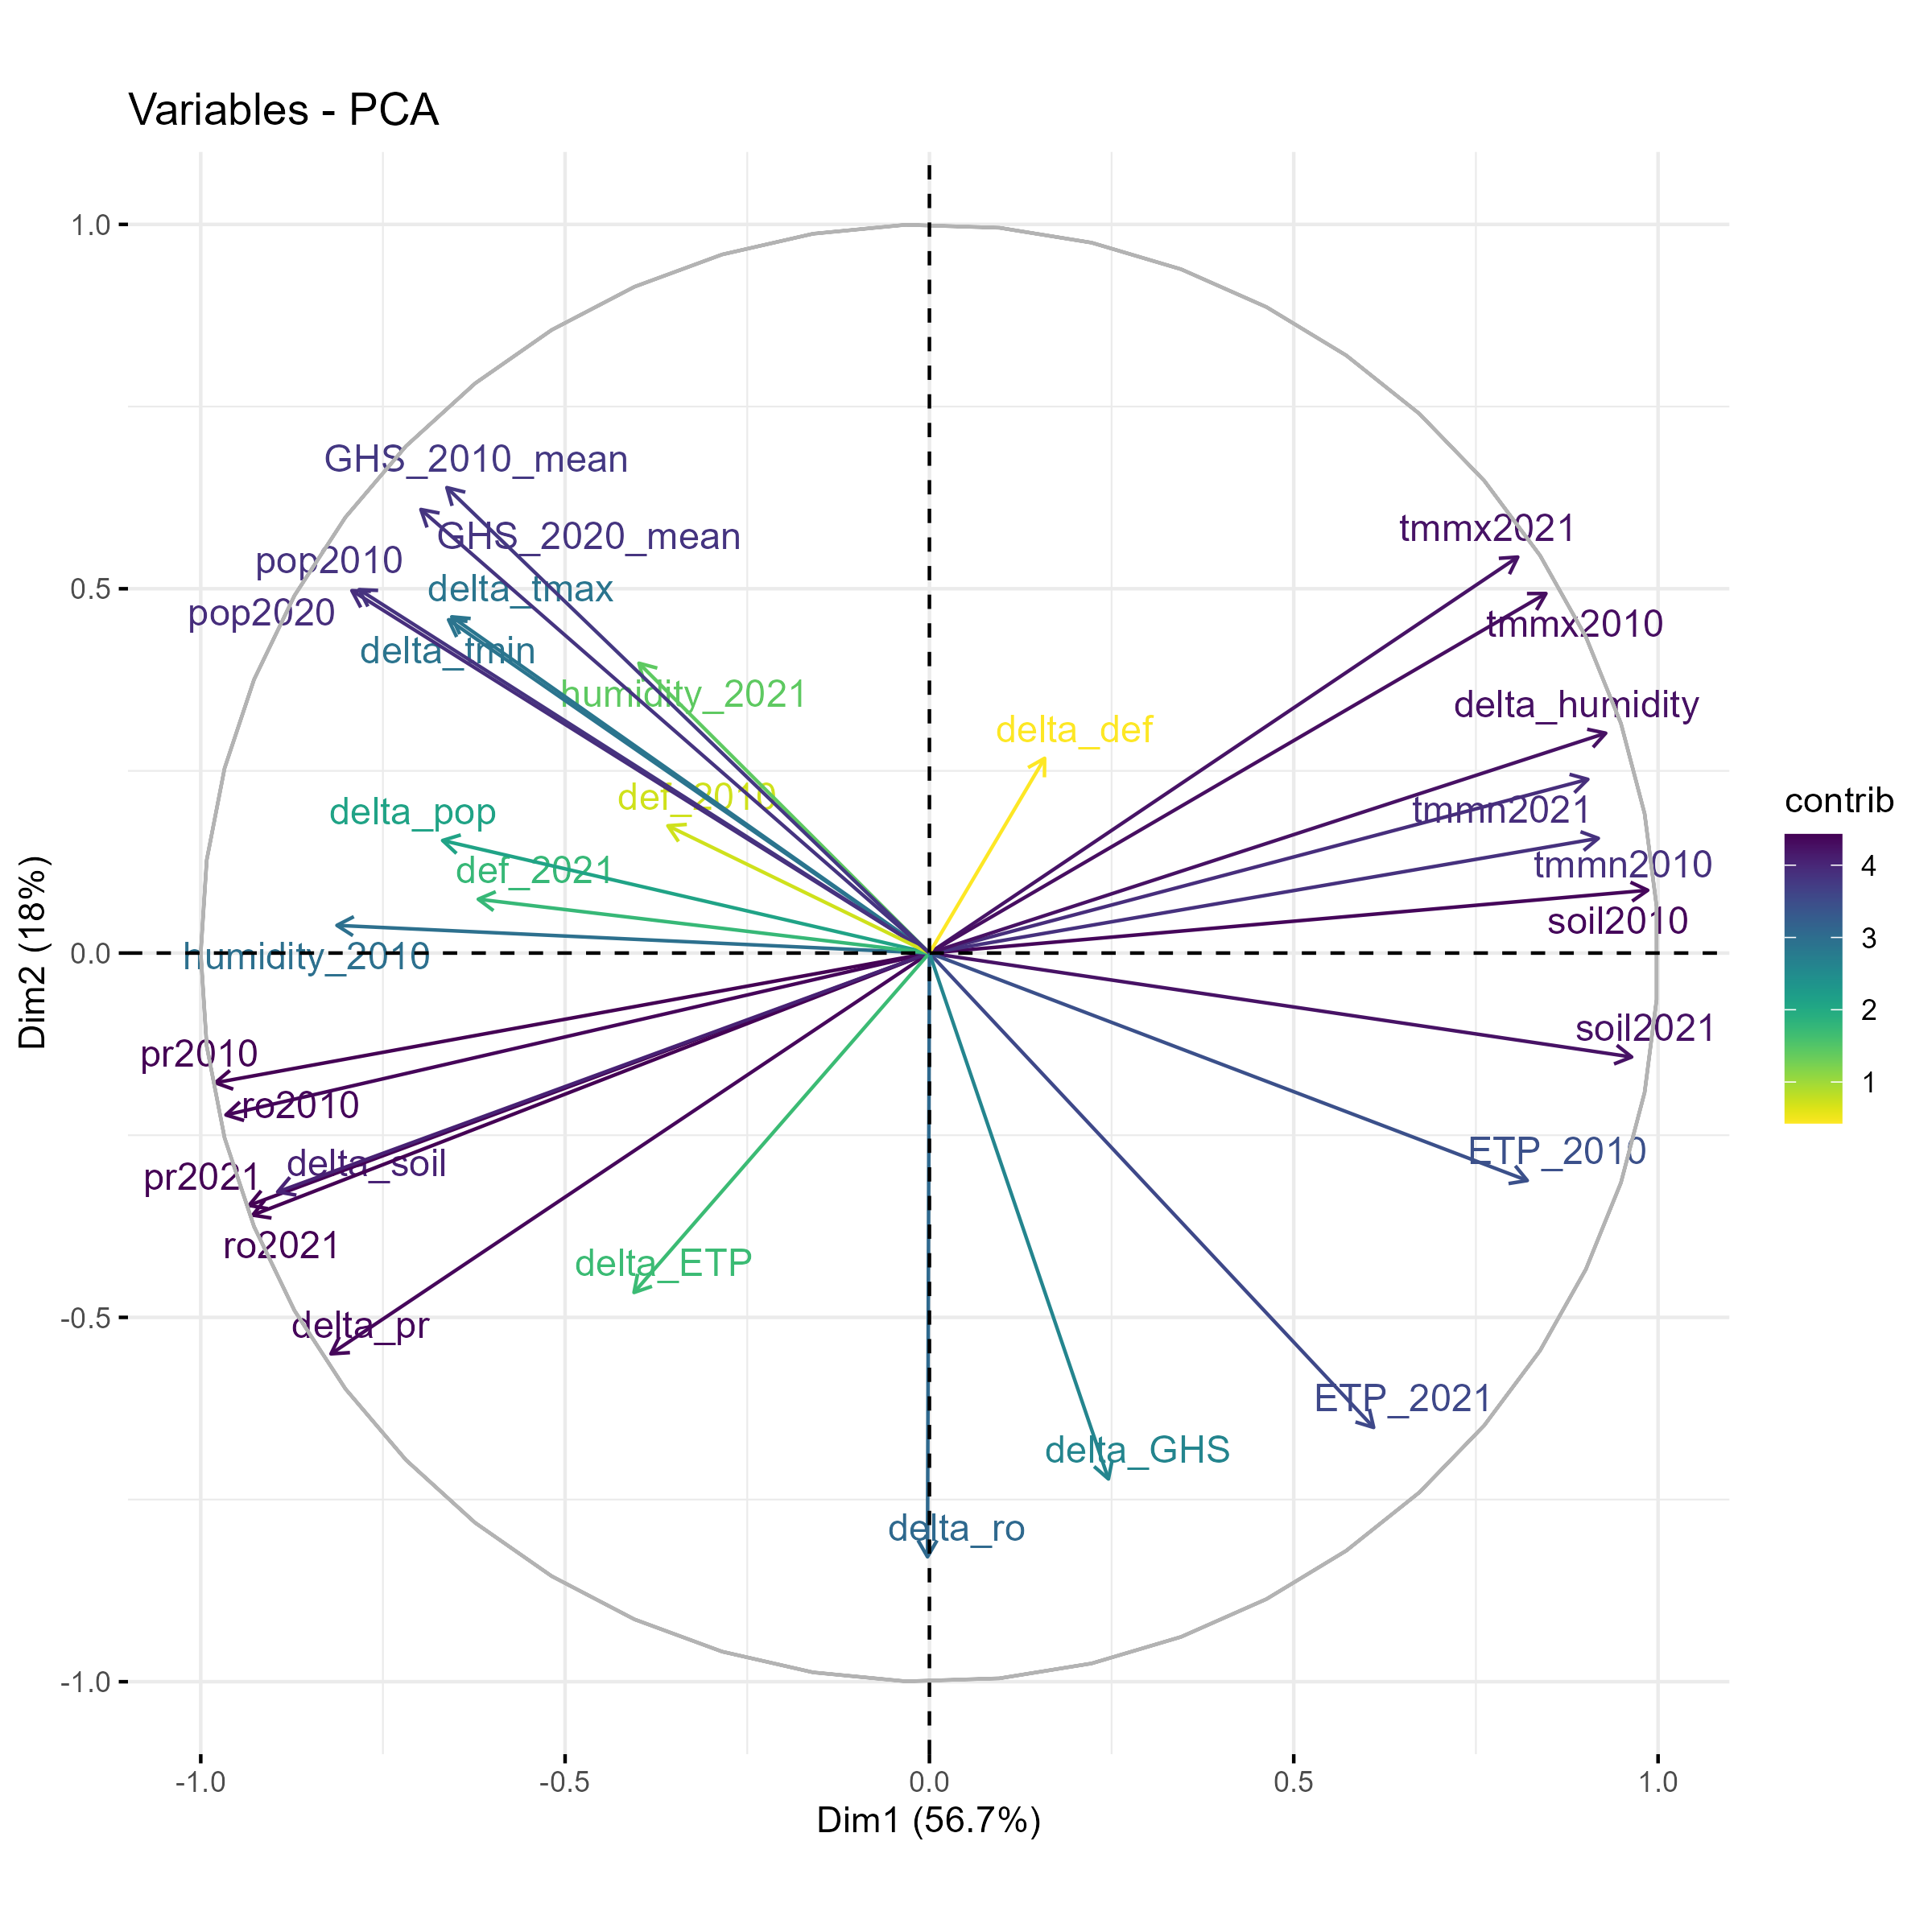 Variables - PCA
1.0
0.5
0.0
-0.5
-1.0
Dim2 (18%)
GHS_2010_mean
GHS_2020_mean
pop2010
pop2020
delta_tmax
delta_tmin
humidity_2021
delta_def
def_2010
delta_pop
def_2021
humidity_2010
tmmx2021
tmmx2010
delta_humidity
tmmn2021
tmmn2010
soil2010
soil2021
pr2010
ro2010
pr2021
delta_soil
ro2021
ETP_2010
delta_ETP
delta_pr
ETP_2021
delta_GHS
delta_ro
-1.0
-0.5
0.0
0.5
1.0
Dim1 (56.7%)
contrib
4
3
2
1